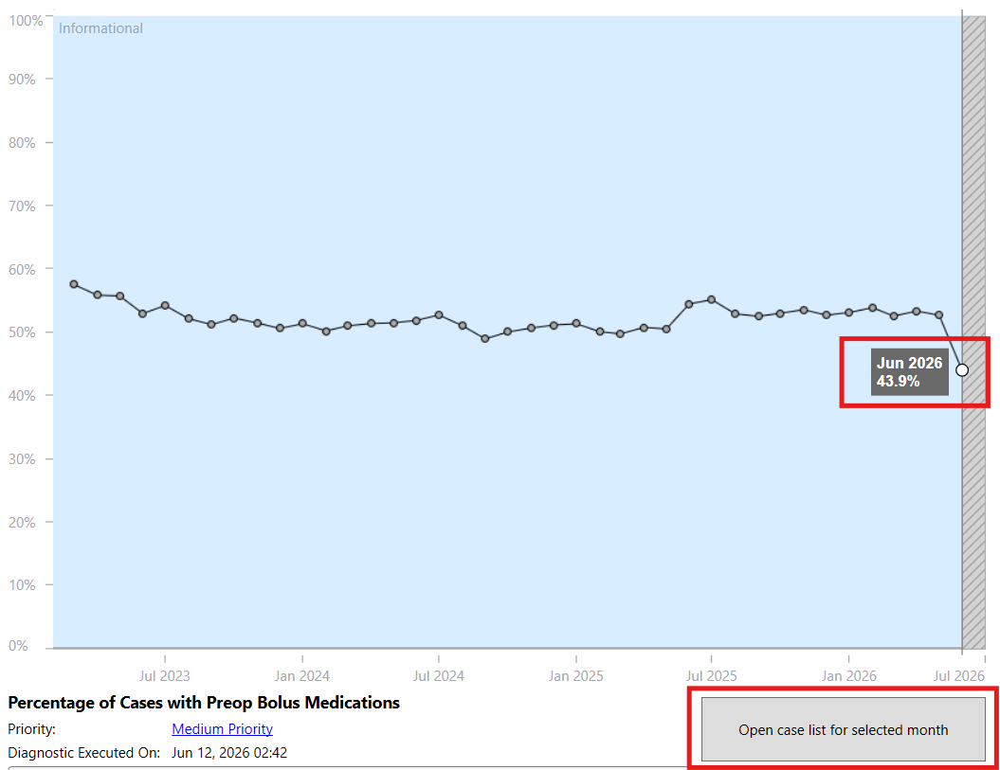 100%
Informational
90%
80%
70%
60%
50%
Jun 2026
43.9%
40%
30%
20%
10%
0%
Jul 2023 Jan 2024 Jul 2024 Jan 2025 Jul 2025 Jan 2026 Jul 2026
Percentage of Cases with Preop Bolus Medications
Priority: Medium Priority
Diagnostic Executed On: Jun 12, 2026 02:42
Open case list for selected month